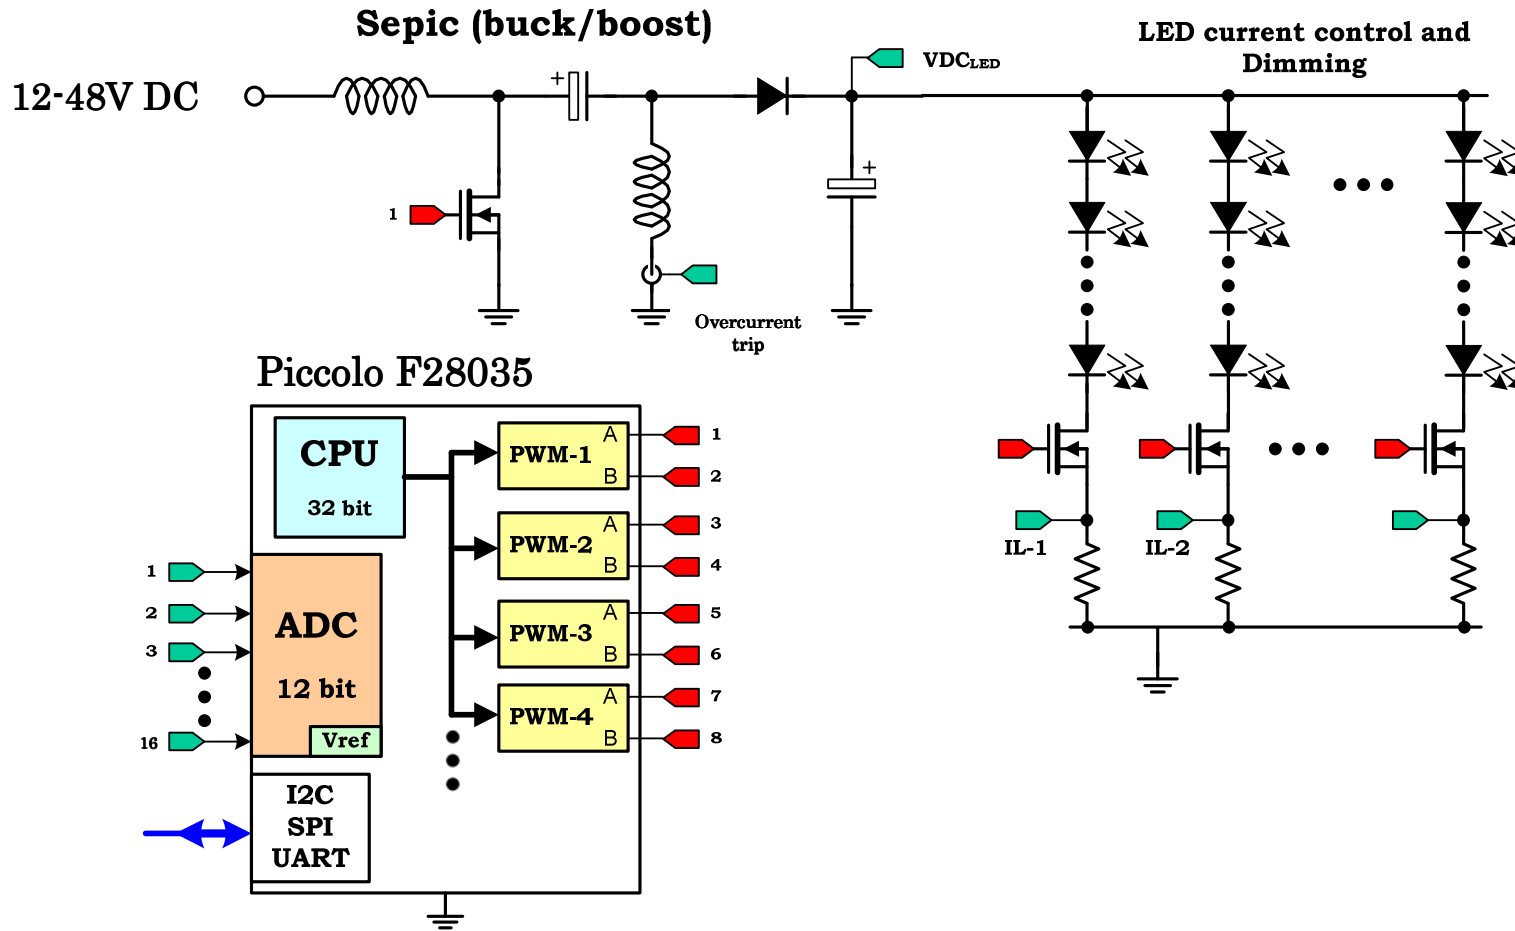 Sepic (buck/boost)
LED current control and
Dimming
12-48V DC
+
VDCLED
+
1
Overcurrent
trip
Piccolo F28035
CPU
32 bit
PWM-1
A
B
1
2
PWM-2
A
B
3
4
PWM-3
A
B
5
6
PWM-4
A
B
7
8
1
2
3
16
ADC
12 bit
Vref
I2C
SPI
UART
IL-1
IL-2